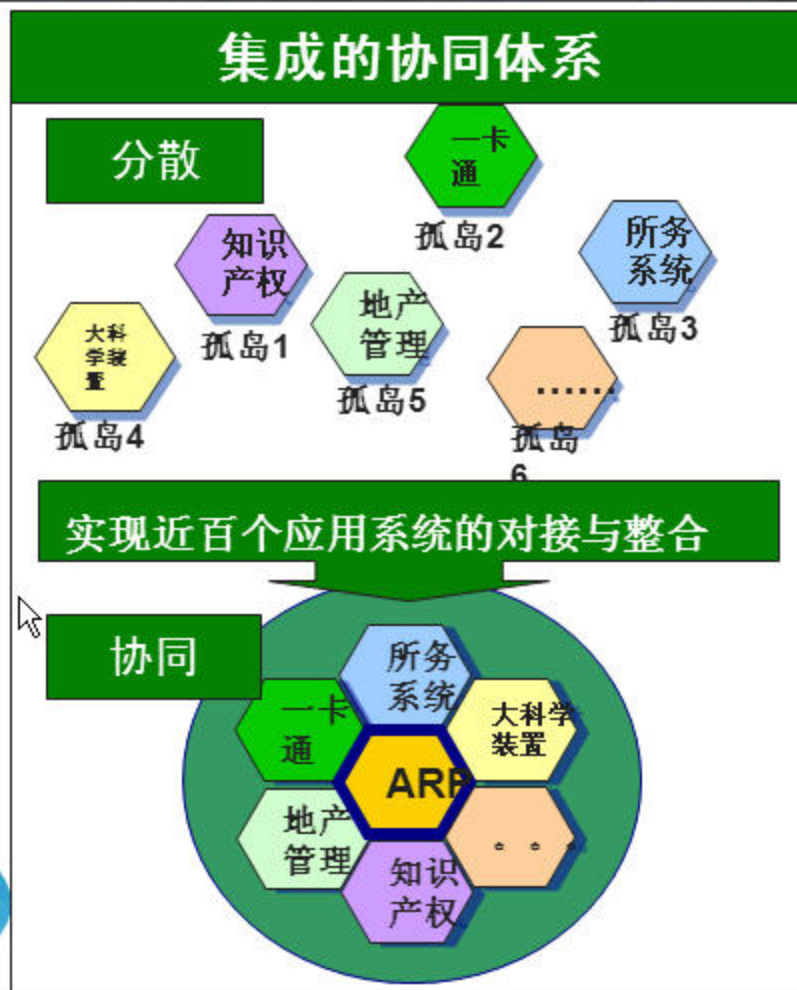 集成的协同体系
分散
一卡
通
孤岛2
知识
产权
孤岛1
所务
系统
孤岛3
地产
管理
孤岛5
大科
学装
置
孤岛4
……
孤岛
6
实现近百个应用系统的对接与整合
协同
所务
系统
一卡
通
大科学
装置
ARP
地产
管理
。。。
知识
产权